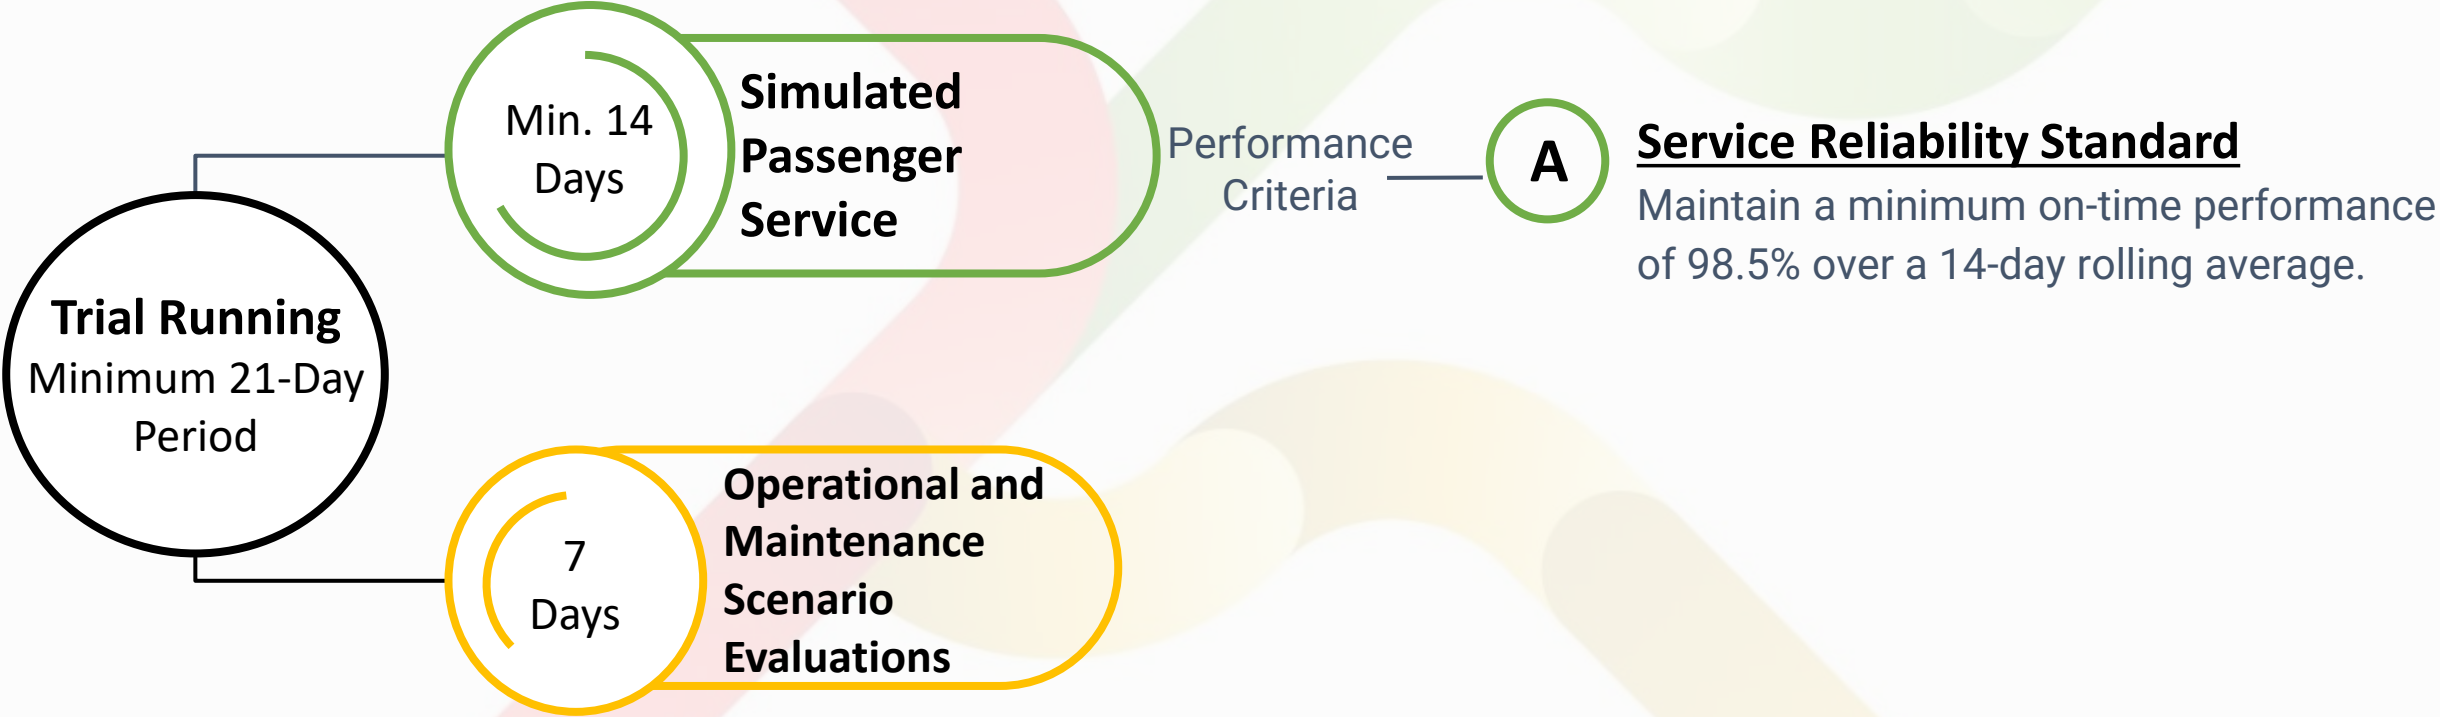 Trial Running
Minimum 21-Day
Period
Min. 14
Days
Simulated
Passenger
Service
Performance
Criteria
A
Service Reliability Standard
Maintain a minimum on-time performance
of 98.5% over a 14-day rolling average.
7
Days
Operational and
Maintenance
Scenario
Evaluations